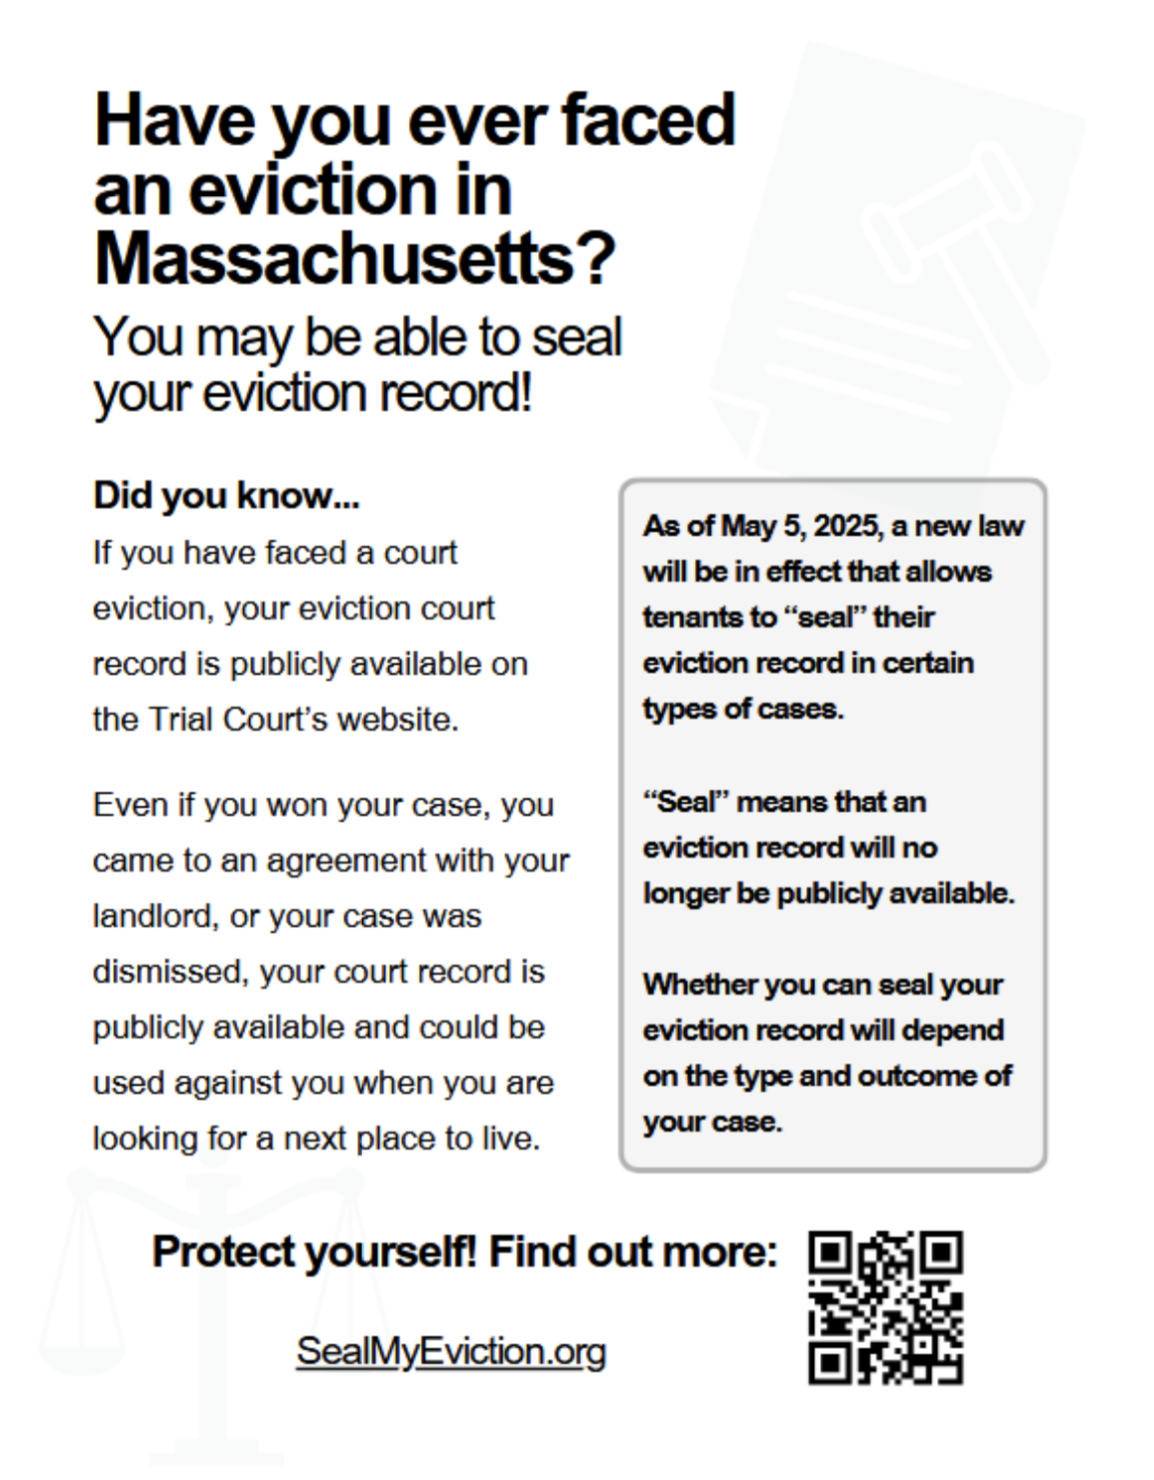 Have you ever faced
an eviction in
Massachusetts?
You may be able to seal
your eviction record!
Did you know...
If you have faced a court
eviction, your eviction court
record is publicly available on
the Trial Court’s website.
Even if you won your case, you
came to an agreement with your
landlord, or your case was
dismissed, your court record is
publicly available and could be
used against you when you are
looking for a next place to live.
As of May 5, 2025, a new law
will be in effect that allows
tenants to “seal” their
eviction record in certain
types of cases.
“Seal” means that an
eviction record will no
longer be publicly available.
Whether you can seal your
eviction record will depend
on the type and outcome of
your case.
Protect yourself! Find out more:
SealMyEviction.org